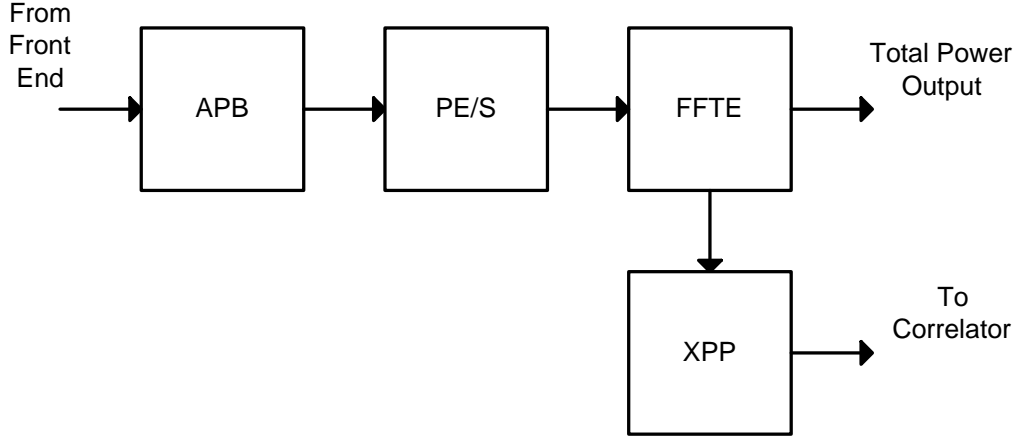 From
Front
End
APB
PE/S
FFTE
Total Power
Output
XPP
To
Correlator